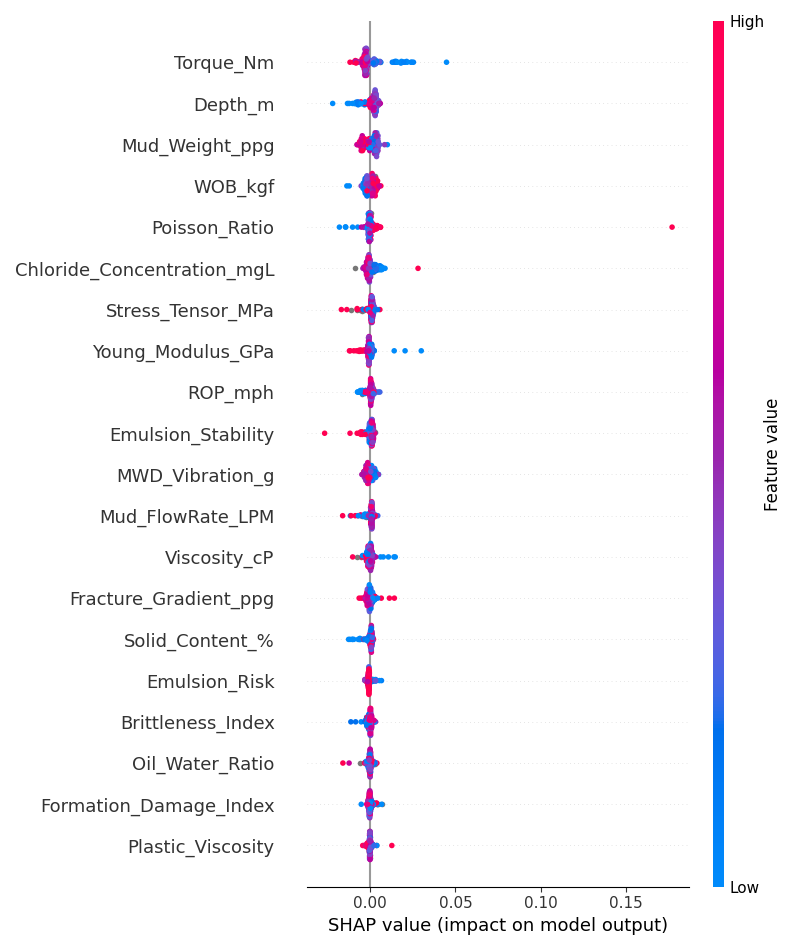 High
Torque_Nm
Depth_m
Mud_Weight_ppg
WOB_kgf
Poisson_Ratio
Chloride_Concentration_mgL
Stress_Tensor_MPa
Young_Modulus_GPa
ROP_mph
Emulsion_Stability
MWD_Vibration_g
Mud_FlowRate_LPM
Viscosity_cP
Fracture_Gradient_ppg
Solid_Content_%
Emulsion_Risk
Brittleness_Index
Oil_Water_Ratio
Formation_Damage_Index
Plastic_Viscosity
Feature value
Low
0.00 0.05 0.10 0.15
SHAP value (impact on model output)